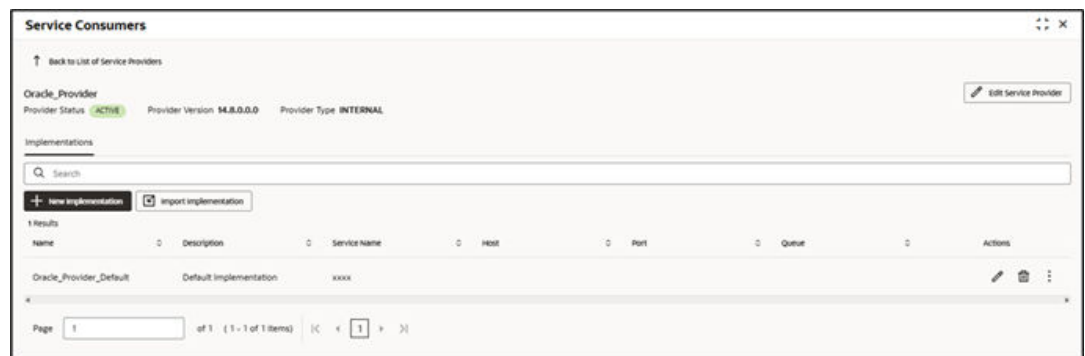 Service Consumers
Back to List of Service Providers
Oracle_Provider
Edit Service Provider
Provider Status ACTIVE Provider Version 14.8.0.0.0 Provider Type INTERNAL
Implementations
Search
New Implementation Import Implementation
1 Results
Name Description Service Name Host Port Queue Actions
Oracle_Provider_Default Default Implementation xxxx
Page 1 of 1 (1 - 1 of 1 items) 1